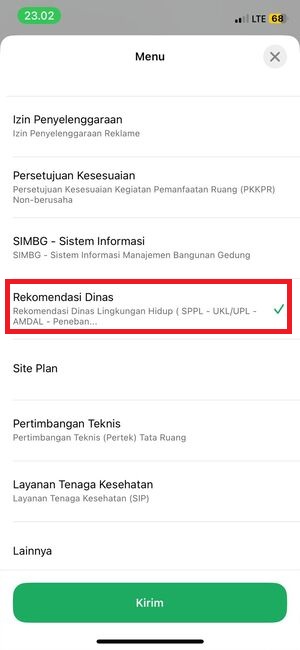 23.02
LTE 68
Menu
Izin Penyelenggaraan
Izin Penyelenggaraan Reklame
Persetujuan Kesesuaian
Persetujuan Kesesuaian Kegiatan Pemanfaatan Ruang (PKKPR)
Non-berusaha
SIMBG - Sistem Informasi
SIMBG - Sistem Informasi Manajemen Bangunan Gedung
Rekomendasi Dinas
Rekomendasi Dinas Lingkungan Hidup ( SPPL - UKL/UPL -
AMDAL - Peneban...
Site Plan
Pertimbangan Teknis
Pertimbangan Teknis (Pertek) Tata Ruang
Layanan Tenaga Kesehatan
Layanan Tenaga Kesehatan (SIP)
Lainnya
Kirim